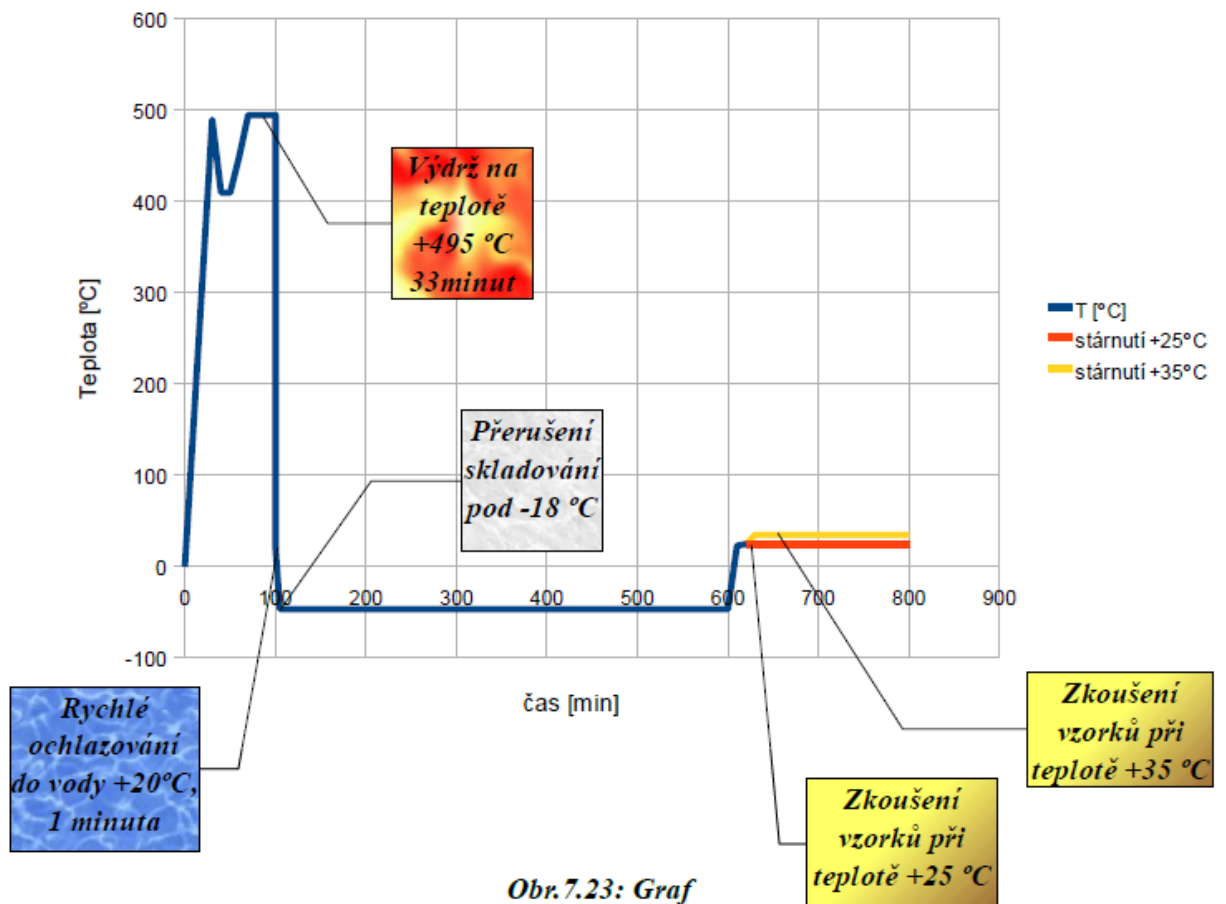 600
500
400
300
200
100
0
-100
Teplota [ºC]
0 100 200 300 400 500 600 700 800 900
čas [min]
Výdrž na
teplotě
+495 ºC
33minut
Přerušení
skladování
pod -18 ºC
T [°C]
stárnutí +25°C
stárnutí +35°C
Rychlé
ochlazování
do vody +20ºC,
1 minuta
Zkoušení
vzorků při
teplotě +35 ºC
Zkoušení
vzorků při
teplotě +25 ºC
Obr.7.23: Graf